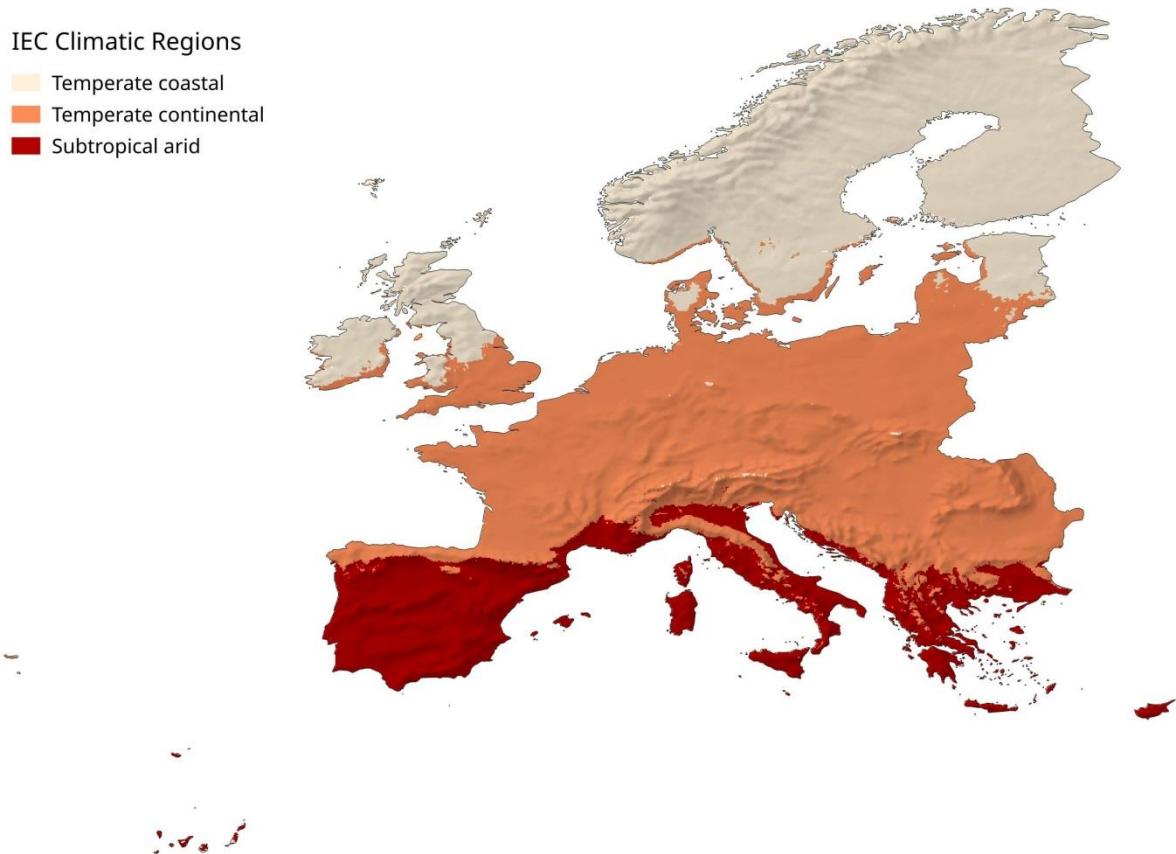 IEC Climatic Regions
Temperate coastal
Temperate continental
Subtropical arid